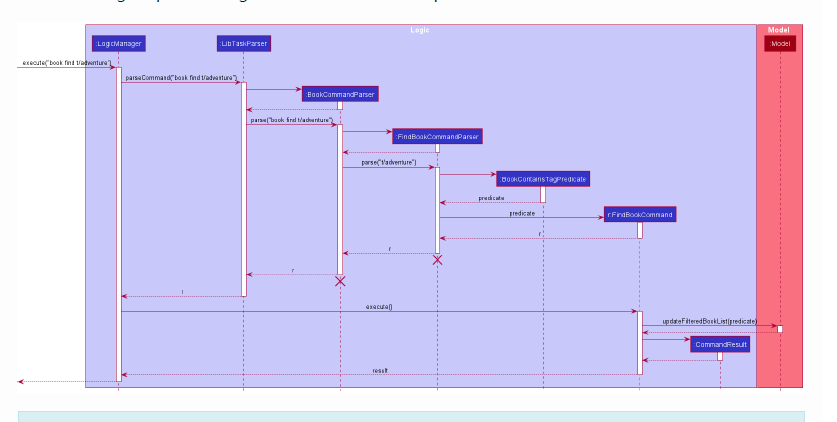 Logic
Model
:LogicManager
:LibTaskParser
:Model
execute("book find t/adventure")
parseCommand("book find t/adventure")
:BookCommandParser
parse("book find t/adventure")
:FindBookCommandParser
parse("t/adventure")
:BookContainsTagPredicate
predicate
predicate
r:FindBookCommand
r
r
r
r
execute()
updateFilteredBookList(predicate)
:CommandResult
result